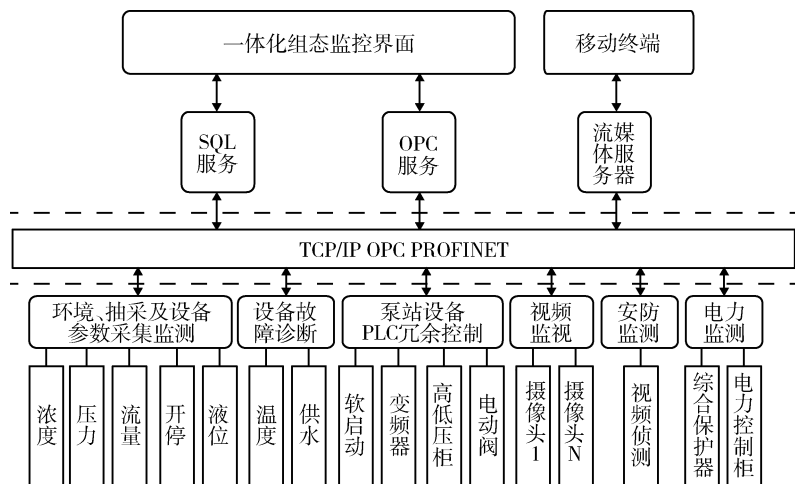 一体化组态监控界面
移动终端
SQL
服务
OPC
服务
流媒
体服
务器
TCP/IP OPC PROFINET
环境、抽采及设备
参数采集监测
设备故
障诊断
泵站设备
PLC冗余控制
视频
监视
安防
监测
电力
监测
浓度
压力
流量
开停
液位
温度
供水
软启动
变频器
高低压柜
电动阀
摄像头1
摄像头N
视频侦测
综合保护器
电力控制柜